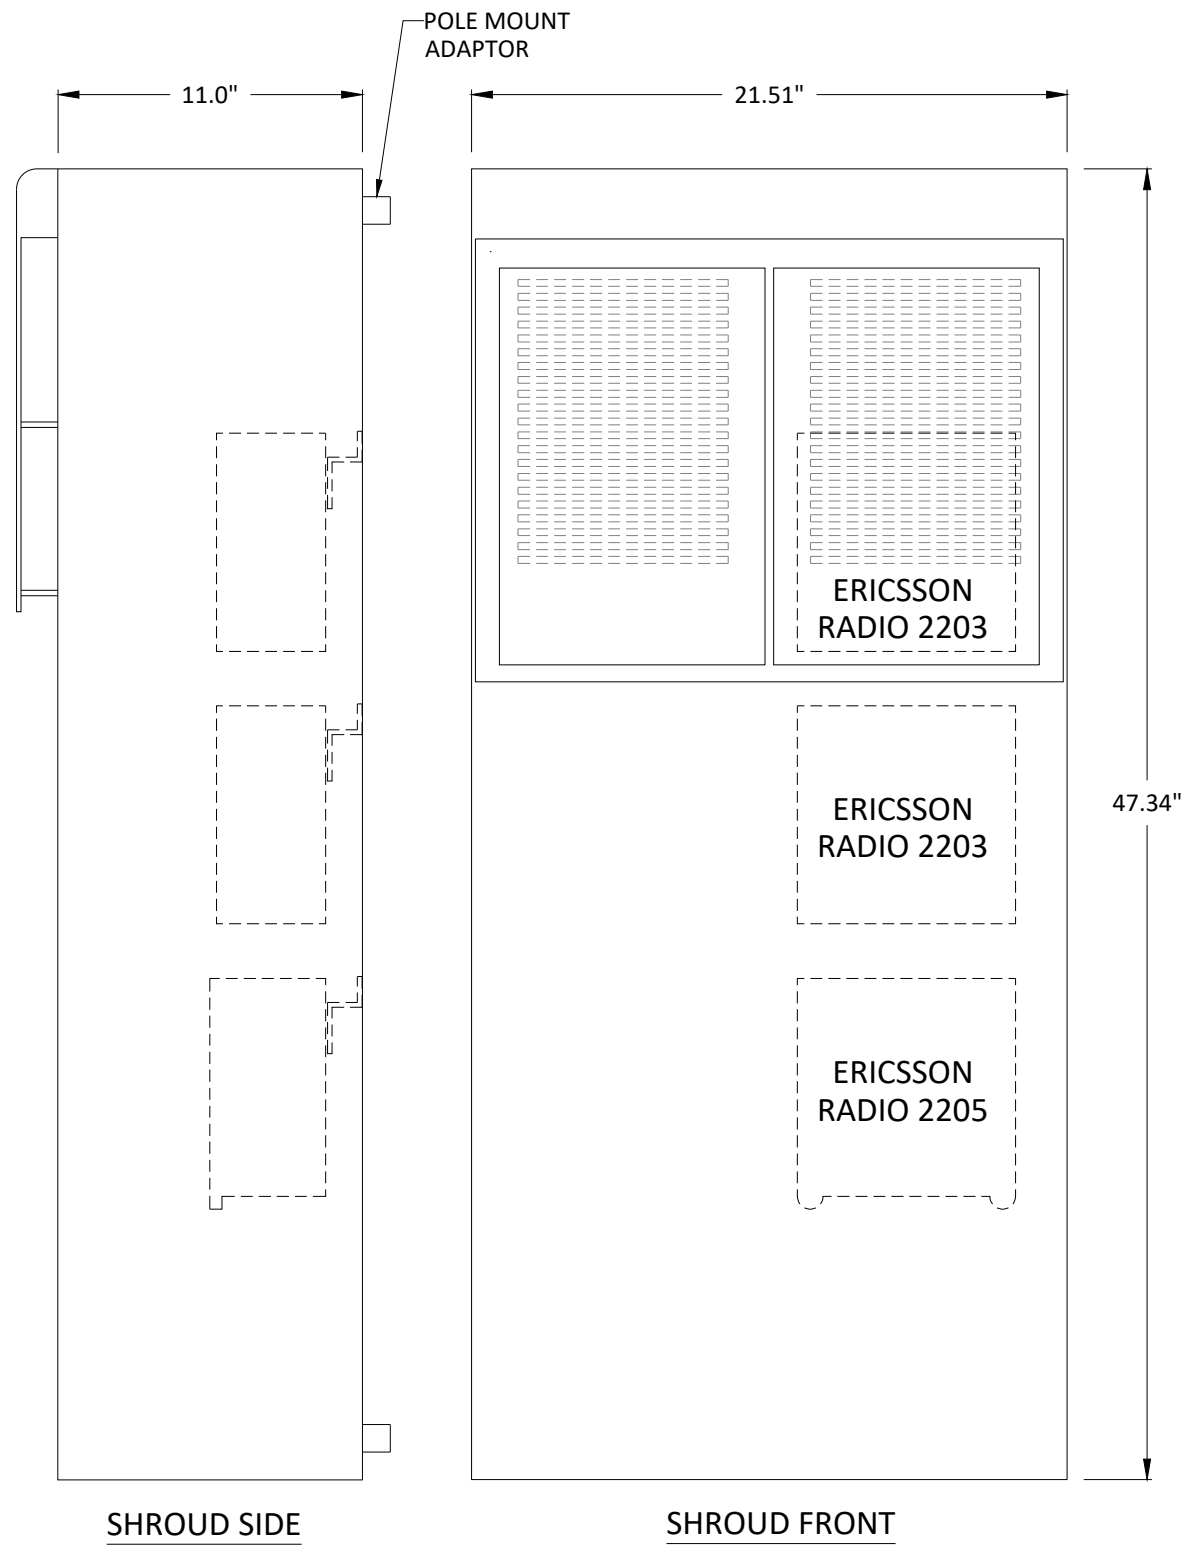 POLE MOUNT
ADAPTOR
11.0"
21.51"
ERICSSON
RADIO 2203
47.34"
ERICSSON
RADIO 2203
ERICSSON
RADIO 2205
SHROUD SIDE
SHROUD FRONT